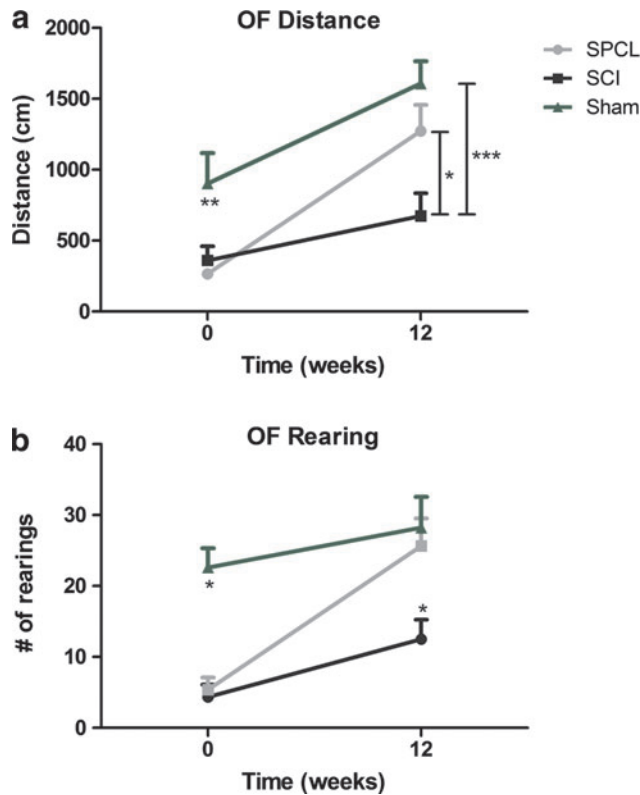 a
OF Distance
SPCL
SCI
Sham
2000
1500
1000
500
0
Distance (cm)
**
*
***
0
12
Time (weeks)
b
OF Rearing
40
30
20
10
0
# of rearings
*
*
0
12
Time (weeks)